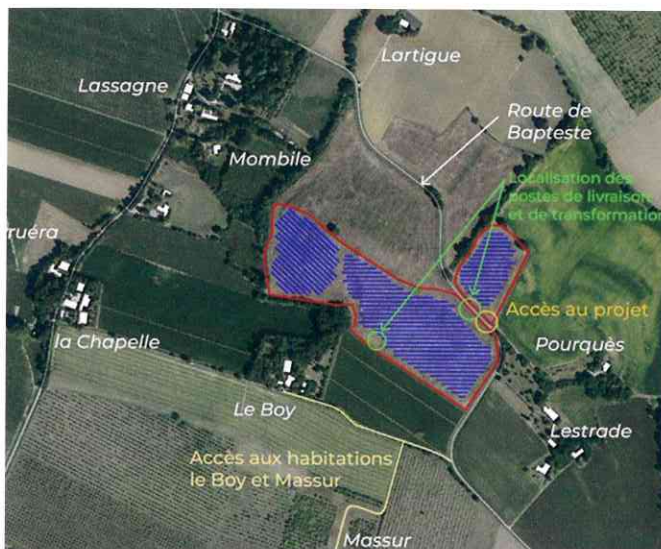 Lartigue
Lassagne
Route de
Bapteste
Mombile
Localisation des
postes de livraison
et de transformation
rruéra
Accès au projet
la Chapelle
Pourquès
Le Boy
Lestrade
Accès aux habitations
le Boy et Massur
Massur